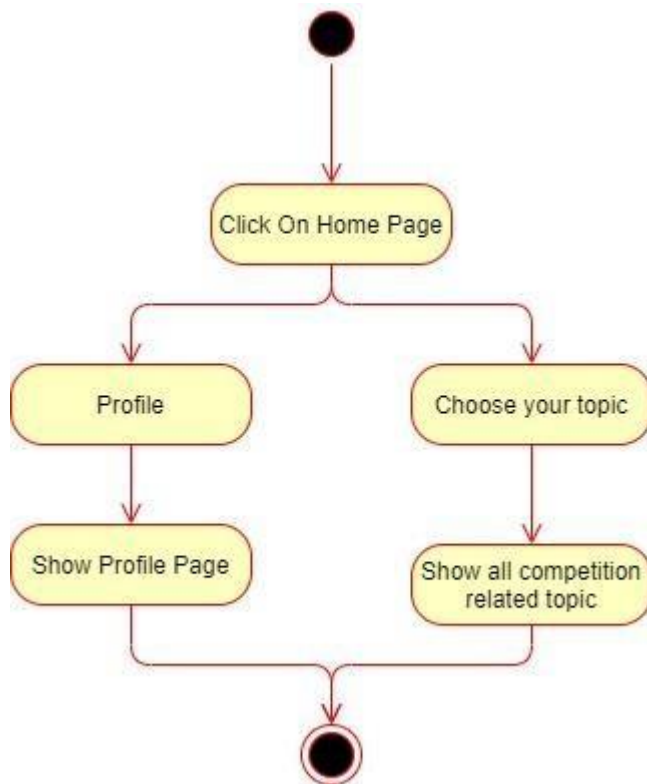 Click On Home Page
Profile
Choose your topic
Show Profile Page
Show all competition
related topic